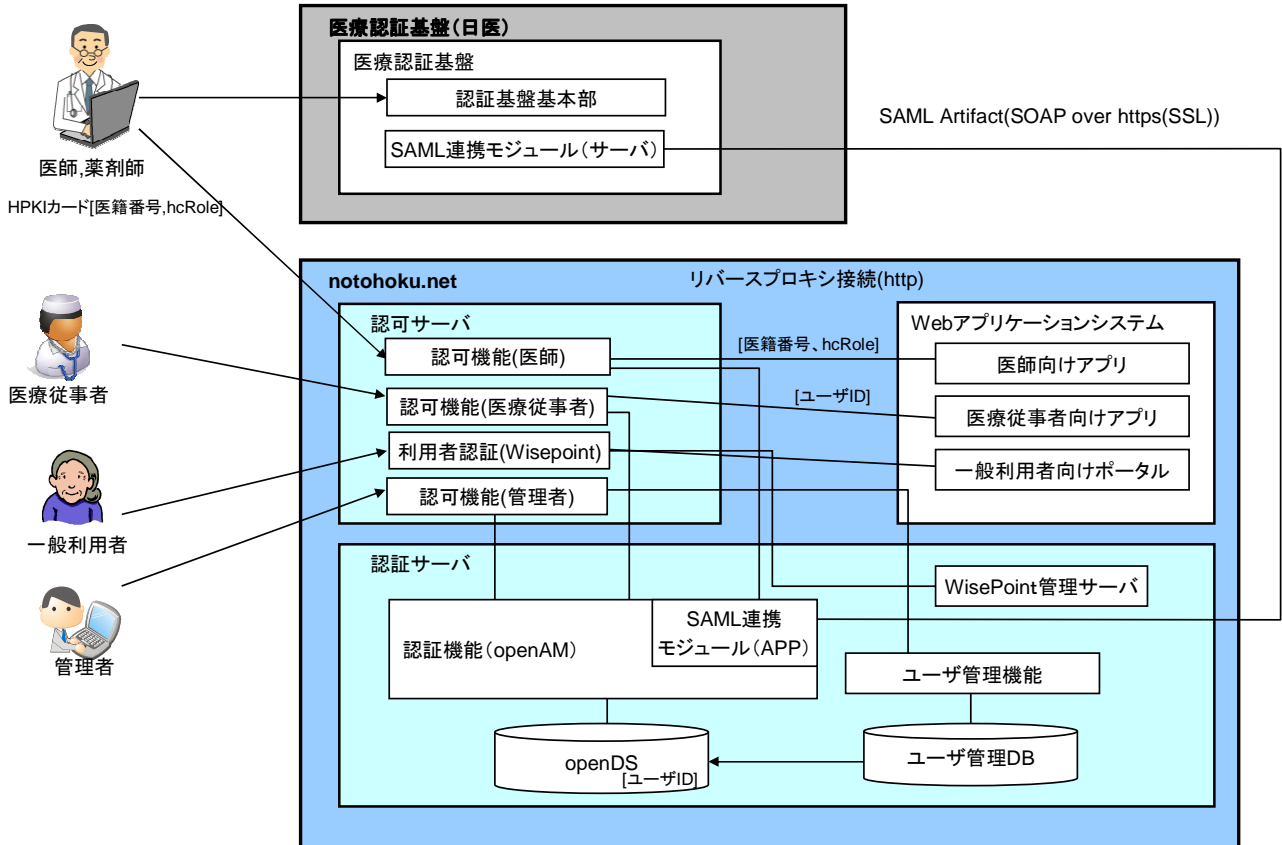 医療認証基盤(日医)
医療認証基盤
認証基盤基本部
SAML連携モジュール(サーバ)
SAML Artifact(SOAP over https(SSL))
医師,薬剤師
HPKIカード[医籍番号,hcRole]
医療従事者
一般利用者
管理者
notohoku.net
リバースプロキシ接続(http)
認可サーバ
認可機能(医師)
認可機能(医療従事者)
利用者認証(Wisepoint)
認可機能(管理者)
[医籍番号、hcRole]
[ユーザID]
Webアプリケーションシステム
医師向けアプリ
医療従事者向けアプリ
一般利用者向けポータル
認証サーバ
WisePoint管理サーバ
認証機能(openAM)
SAML連携
モジュール(APP)
ユーザ管理機能
openDS
[ユーザID]
ユーザ管理DB